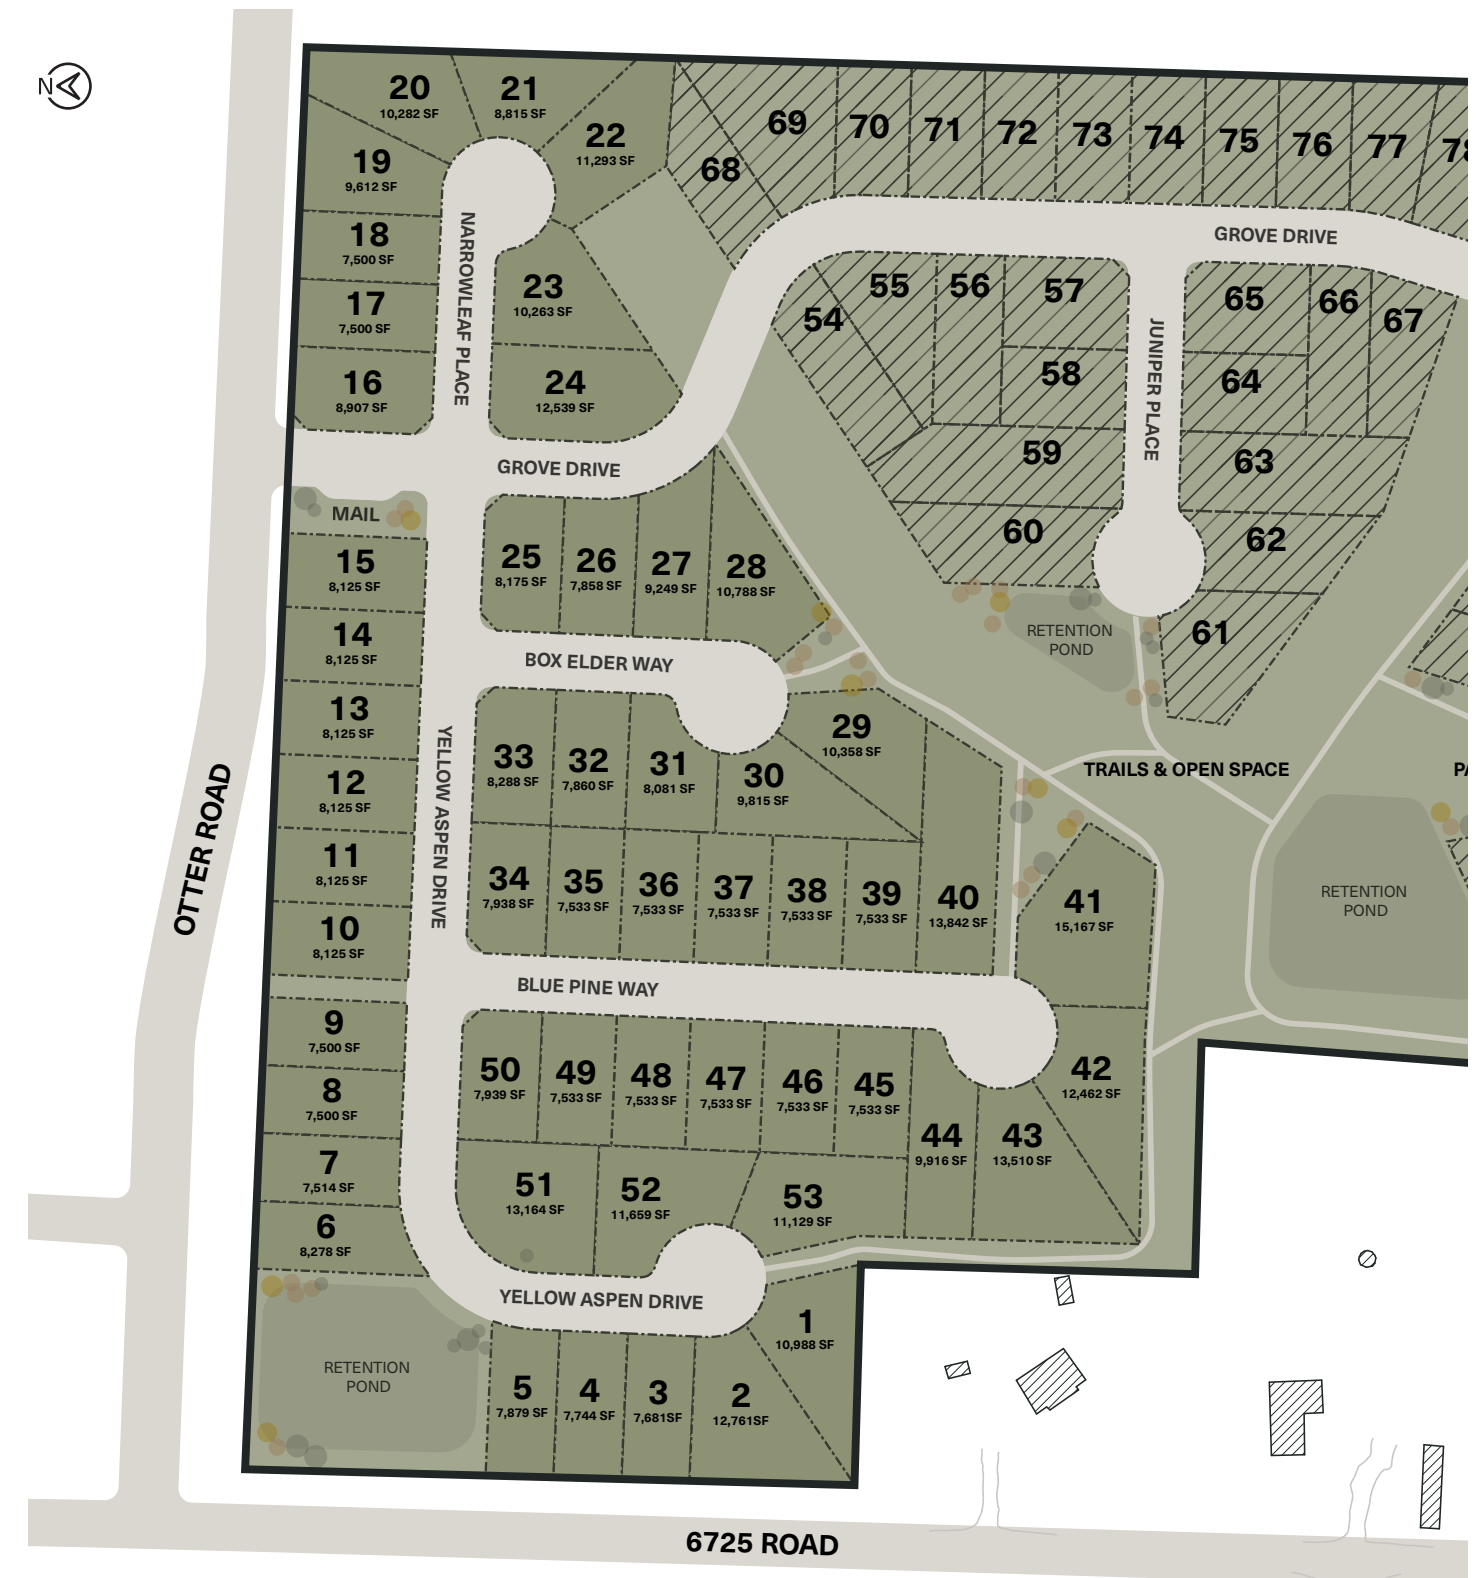 N
20
10,282 SF
21
8,815 SF
22
11,293 SF
19
9,612 SF
18
7,500 SF
17
7,500 SF
16
8,907 SF
NARROWLEAF PLACE
23
10,263 SF
24
12,539 SF
68
69
70
71
72
73
74
75
76
77
78
GROVE DRIVE
54
55
56
57
58
59
60
JUNIPER PLACE
65
66
67
64
63
62
61
GROVE DRIVE
MAIL
15
8,125 SF
14
8,125 SF
13
8,125 SF
12
8,125 SF
11
8,125 SF
10
8,125 SF
9
7,500 SF
8
7,500 SF
7
7,514 SF
6
8,278 SF
25
8,175 SF
26
7,858 SF
27
9,249 SF
28
10,788 SF
BOX ELDER WAY
RETENTION
POND
29
10,358 SF
33
8,288 SF
32
7,860 SF
31
8,081 SF
30
9,815 SF
YELLOW ASPEN DRIVE
OTTER ROAD
TRAILS & OPEN SPACE
PA
34
7,938 SF
35
7,533 SF
36
7,533 SF
37
7,533 SF
38
7,533 SF
39
7,533 SF
40
13,842 SF
41
15,167 SF
RETENTION
POND
BLUE PINE WAY
50
7,939 SF
49
7,533 SF
48
7,533 SF
47
7,533 SF
46
7,533 SF
45
7,533 SF
44
9,916 SF
43
13,510 SF
42
12,462 SF
51
13,164 SF
52
11,659 SF
53
11,129 SF
YELLOW ASPEN DRIVE
1
10,988 SF
RETENTION
POND
5
7,879 SF
4
7,744 SF
3
7,681SF
2
12,761SF
6725 ROAD